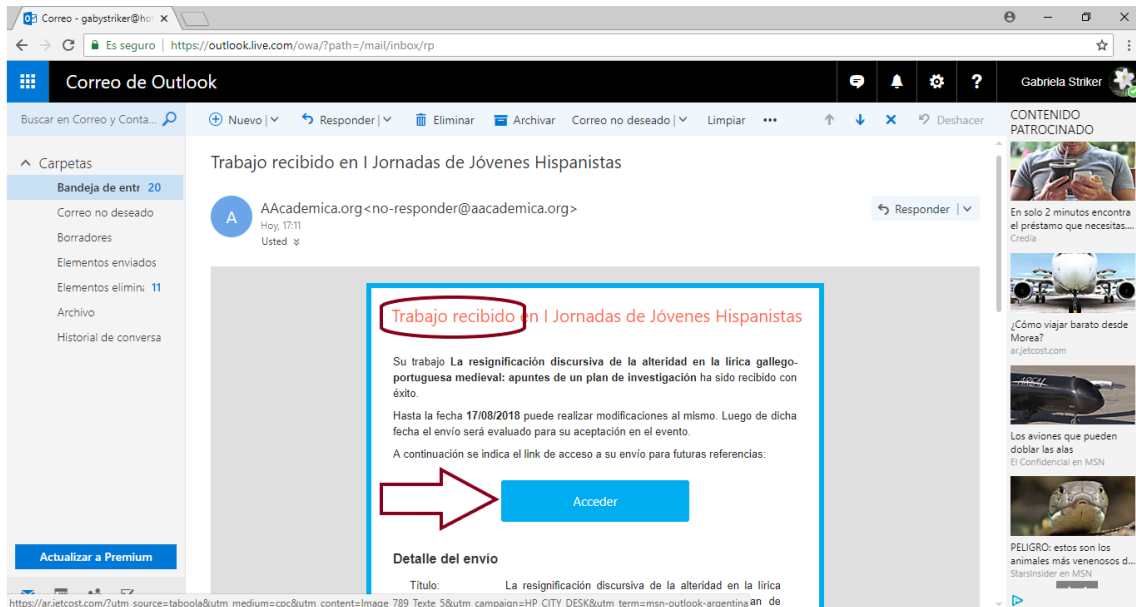 Correo - gabystriker@ho
Es seguro | https://outlook.live.com/owa/?path=/mail/inbox/rp
Correo de Outlook
? Gabriela Striker
Buscar en Correo y Conta...
Nuevo | Responder | Eliminar Archivar Correo no deseado | Limpiar ••• Deshacer
Carpetas
Bandeja de entr 20
Correo no deseado
Borradores
Elementos enviados
Elementos elimin 11
Archivo
Historial de conversa
Actualizar a Premium
Trabajo recibido en I Jornadas de Jóvenes Hispanistas
A
AAcademica.org<no-responder@aacademica.org>
Hoy, 17:11
Usted
Responder |
Trabajo recibido en I Jornadas de Jóvenes Hispanistas
Su trabajo La resignificación discursiva de la alteridad en la lírica gallego-
portuguesa medieval: apuntes de un plan de investigación ha sido recibido con
éxito.
Hasta la fecha 17/08/2018 puede realizar modificaciones al mismo. Luego de dicha
fecha el envío será evaluado para su aceptación en el evento.
A continuación se indica el link de acceso a su envío para futuras referencias:
Acceder
Detalle del envío
Título: La resignificación discursiva de la alteridad en la lírica
an de
CONTENIDO
PATROCINADO
En solo 2 minutos encontra
el préstamo que necesitas....
Credia
¿Cómo viajar barato desde
Morea?
ar.jetcost.com
Los aviones que pueden
doblar las alas
El Confidencial en MSN
PELIGRO: estos son los
animales más venenosos d...
StarsInsider en MSN
https://ar.jetcost.com/?utm_source=taboola&utm_medium=cpc&utm_content=Image_789_Texte_5&utm_campaign=HP_CITY_DESK&utm_term=msn-outlook-argentina